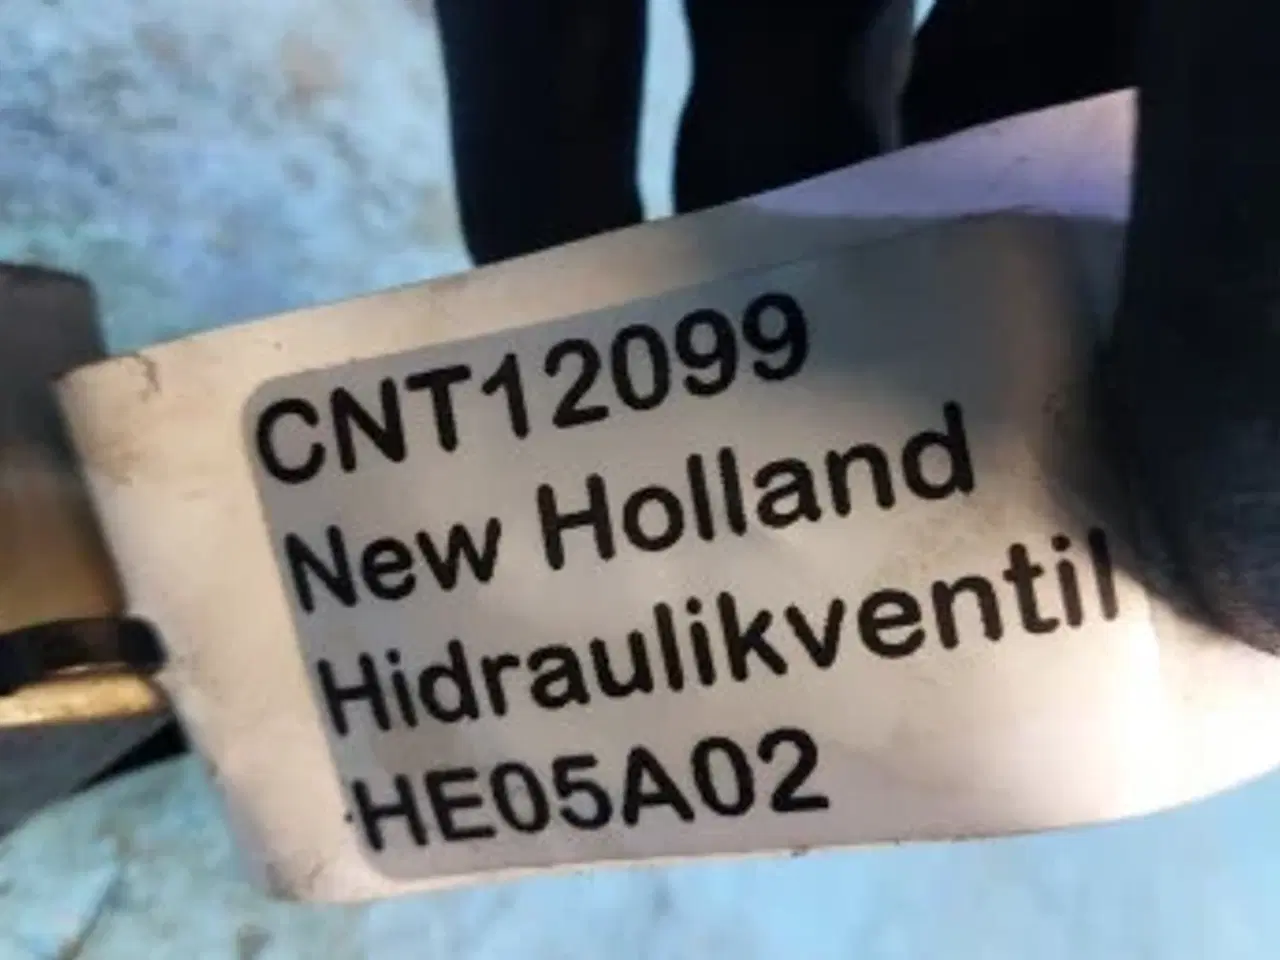 CNT12099
New Holland
Hidraulikventil
HE05A02